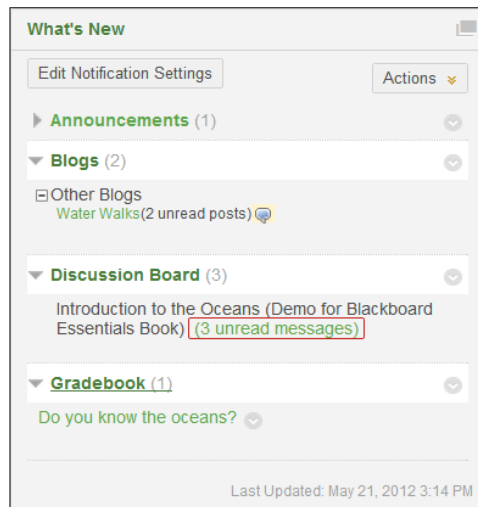 What's New
Edit Notification Settings
Actions
Announcements (1)
Blogs (2)
Other Blogs
Water Walks(2 unread posts)
Discussion Board (3)
Introduction to the Oceans (Demo for Blackboard
Essentials Book) (3 unread messages)
Gradebook (1)
Do you know the oceans?
Last Updated: May 21, 2012 3:14 PM